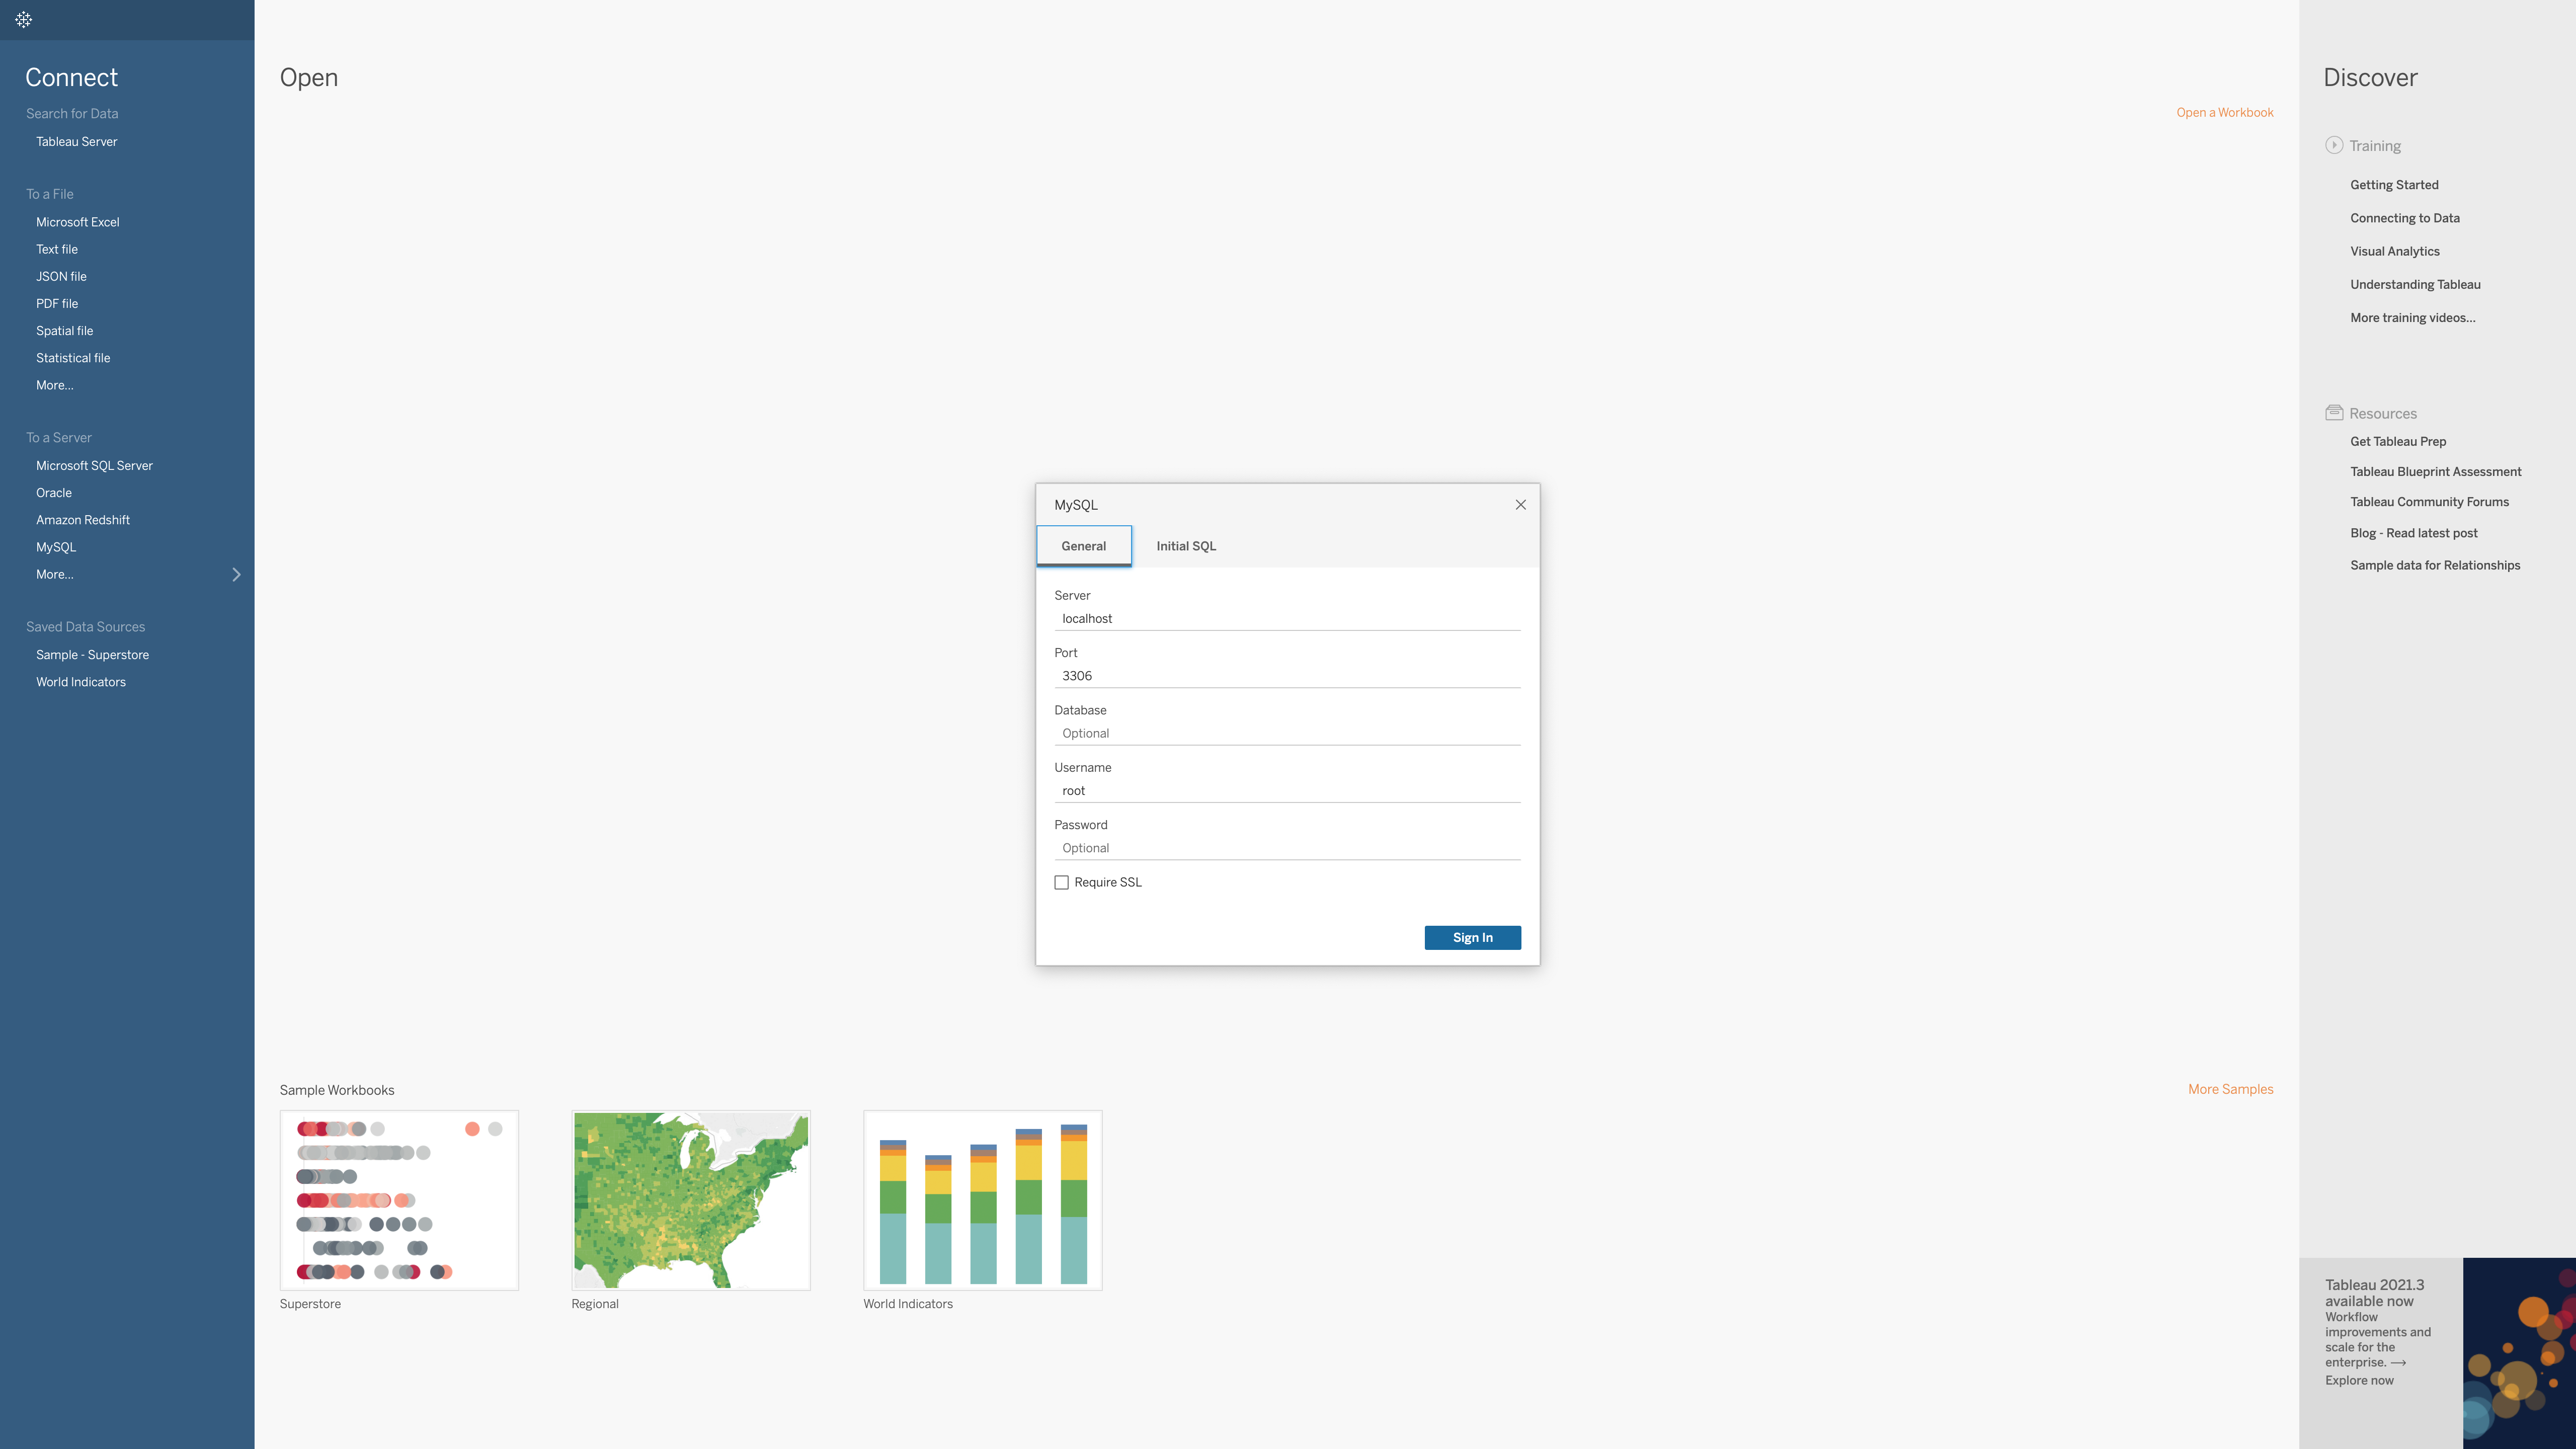 Connect
Search for Data
Tableau Server
To a File
Microsoft Excel
Text file
JSON file
PDF file
Spatial file
Statistical file
More...
To a Server
Microsoft SQL Server
Oracle
Amazon Redshift
MySQL
More...
Saved Data Sources
Sample - Superstore
World Indicators
Open
Open a Workbook
MySQL
General
Initial SQL
Server
localhost
Port
3306
Database
Optional
Username
root
Password
Optional
Require SSL
Sign In
Sample Workbooks
More Samples
Superstore
Regional
World Indicators
Discover
Training
Getting Started
Connecting to Data
Visual Analytics
Understanding Tableau
More training videos...
Resources
Get Tableau Prep
Tableau Blueprint Assessment
Tableau Community Forums
Blog - Read latest post
Sample data for Relationships
Tableau 2021.3
available now
Workflow
improvements and
scale for the
enterprise. →
Explore now